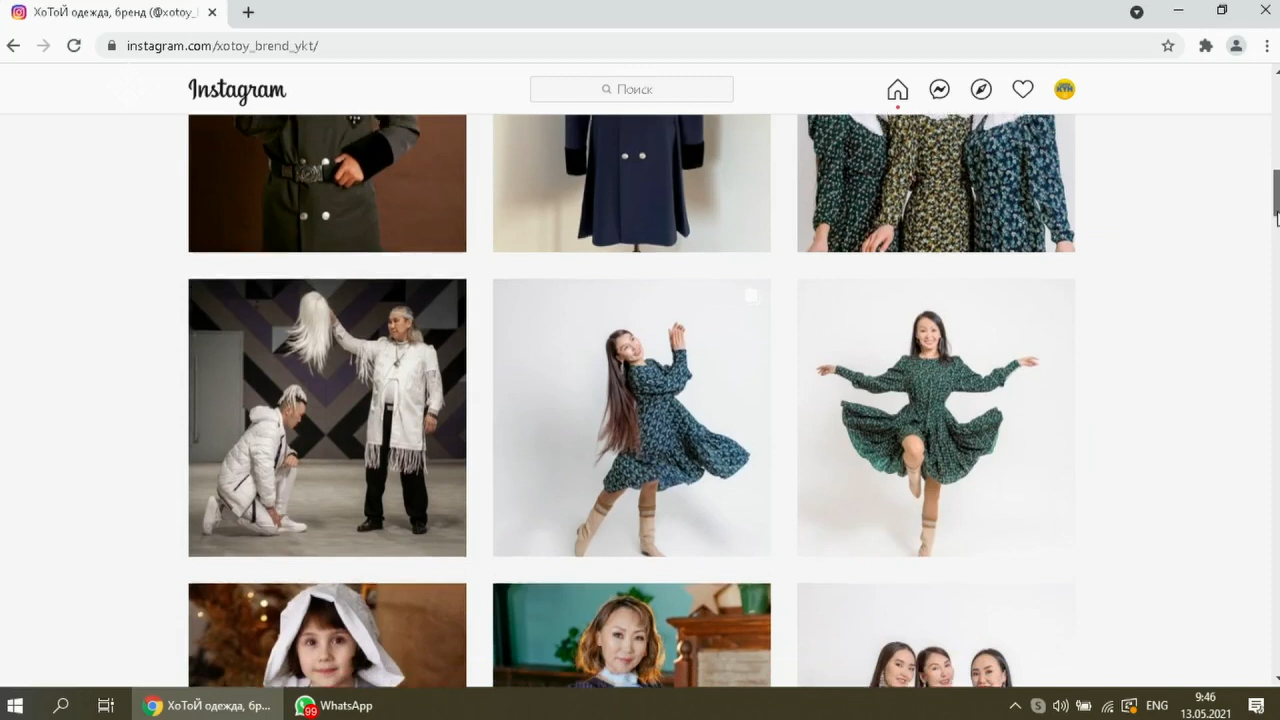 ХоТоЙ одежда, бренд (@xotoy_
instagram.com/xotoy_brend_ykt/
Instagram
Поиск
КҮН
ХоТоЙ одежда, бр...
99
WhatsApp
ENG
9:46
13.05.2021